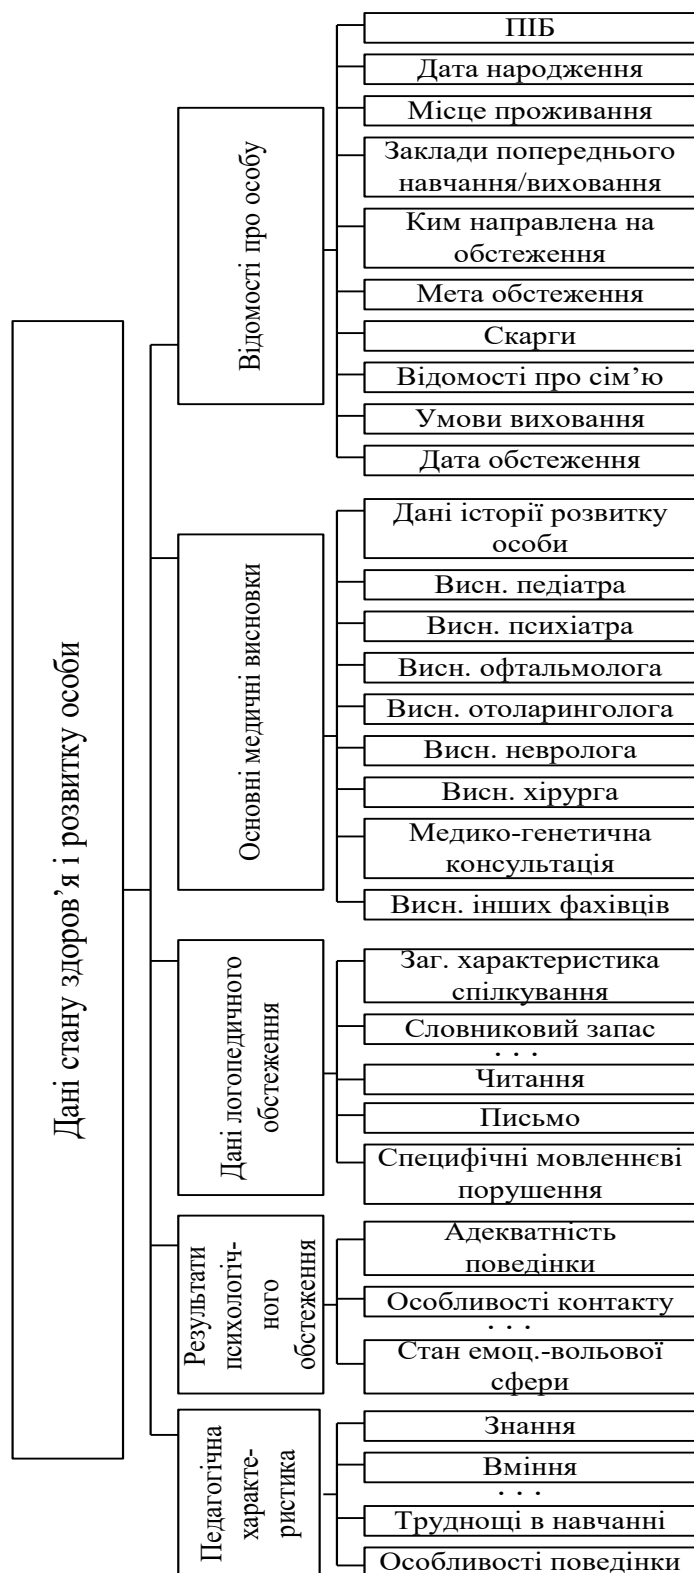 Дані стану здоров’я і розвитку особи
Відомості про особу
ПІБ
Дата народження
Місце проживання
Заклади попереднього
навчання/виховання
Ким направлена на
обстеження
Мета обстеження
Скарги
Відомості про сім’ю
Умови виховання
Дата обстеження
Основні медичні висновки
Дані історії розвитку
особи
Висн. педіатра
Висн. психіатра
Висн. офтальмолога
Висн. отоларинголога
Висн. невролога
Висн. хірурга
Медико-генетична
консультація
Висн. інших фахівців
Дані логопедичного
обстеження
Заг. характеристика
спілкування
Словниковий запас
. . .
Читання
Письмо
Специфічні мовленнєві
порушення
Результати
психологіч-
ного
обстеження
Адекватність
поведінки
Особливості контакту
. . .
Стан емоц.-вольової
сфери
Педагогічна
характе-
ристика
Знання
Вміння
. . .
Труднощі в навчанні
Особливості поведінки